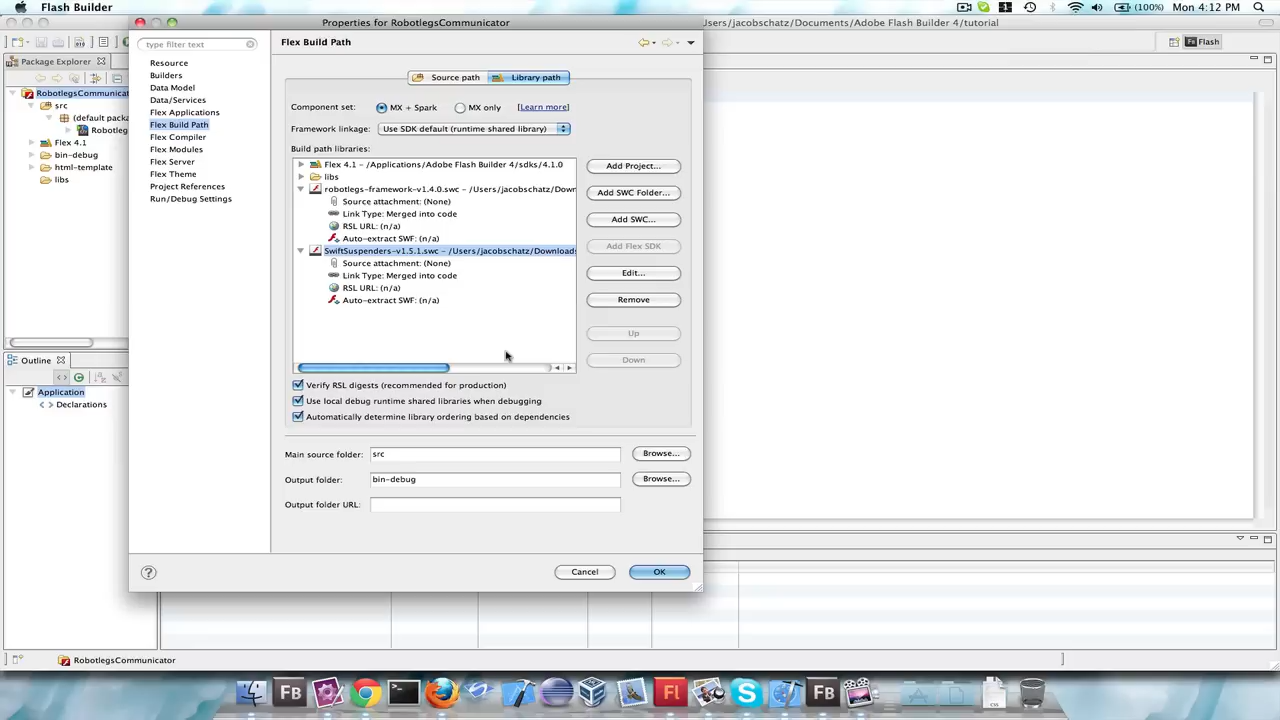 Flash Builder
(100%)
Mon 4:12 PM
Properties for RobotlegsCommunicator
/Users/jacobschatz/Documents/Adobe Flash Builder 4/tutorial
type filter text
Flex Build Path
Flash
Package Explorer
RobotlegsCommunicator
src
(default packa
Robotleg
Flex 4.1
bin-debug
html-template
libs
Resource
Builders
Data Model
Data/Services
Flex Applications
Flex Build Path
Flex Compiler
Flex Modules
Flex Server
Flex Theme
Project References
Run/Debug Settings
Source path
Library path
Component set:
MX + Spark
MX only
[Learn more]
Framework linkage:
Use SDK default (runtime shared library)
Build path libraries:
Flex 4.1 - /Applications/Adobe Flash Builder 4/sdks/4.1.0
libs
robotlegs-framework-v1.4.0.swc - /Users/jacobschatz/Down
Source attachment: (None)
Link Type: Merged into code
RSL URL: (n/a)
Auto-extract SWF: (n/a)
SwiftSuspenders-v1.5.1.swc - /Users/jacobschatz/Downloads
Source attachment: (None)
Link Type: Merged into code
RSL URL: (n/a)
Auto-extract SWF: (n/a)
Add Project...
Add SWC Folder...
Add SWC...
Add Flex SDK
Edit...
Remove
Up
Down
Verify RSL digests (recommended for production)
Use local debug runtime shared libraries when debugging
Automatically determine library ordering based on dependencies
Main source folder:
src
Browse...
Output folder:
bin-debug
Browse...
Output folder URL:
Cancel
OK
Outline
Application
Declarations
RobotlegsCommunicator
FB
Fl
FB
CSS